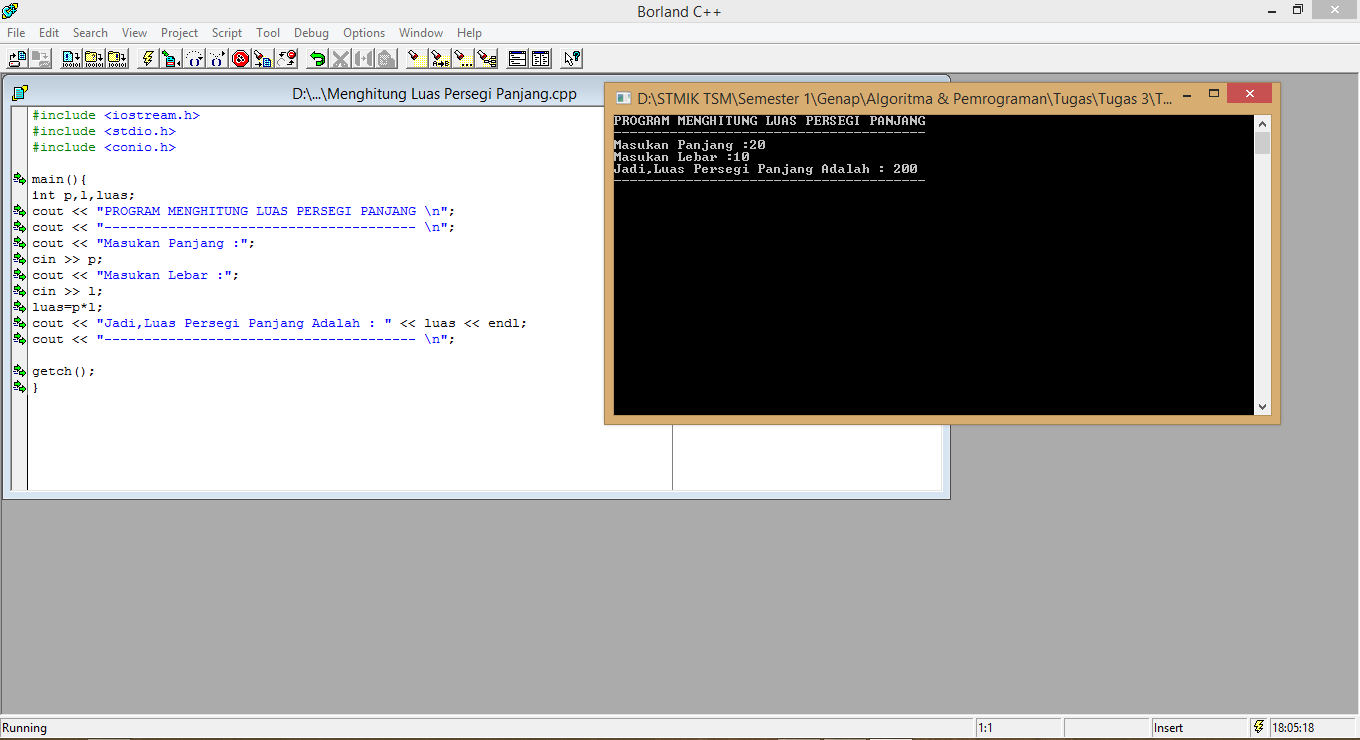 Borland C++
File Edit Search View Project Script Tool Debug Options Window Help
D:\...\Menghitung Luas Persegi Panjang.cpp
#include <iostream.h>
#include <stdio.h>
#include <conio.h>
main(){
int p,l,luas;
cout << "PROGRAM MENGHITUNG LUAS PERSEGI PANJANG \n";
cout << "--------------------------------------- \n";
cout << "Masukan Panjang :";
cin >> p;
cout << "Masukan Lebar :";
cin >> l;
luas=p*l;
cout << "Jadi,Luas Persegi Panjang Adalah : " << luas << endl;
cout << "--------------------------------------- \n";
getch();
}
D:\STMIK TSM\Semester 1\Genap\Algoritma & Pemrograman\Tugas\Tugas 3\T...
PROGRAM MENGHITUNG LUAS PERSEGI PANJANG
---------------------------------------
Masukan Panjang :20
Masukan Lebar :10
Jadi,Luas Persegi Panjang Adalah : 200
---------------------------------------
Running 1:1 Insert 18:05:18